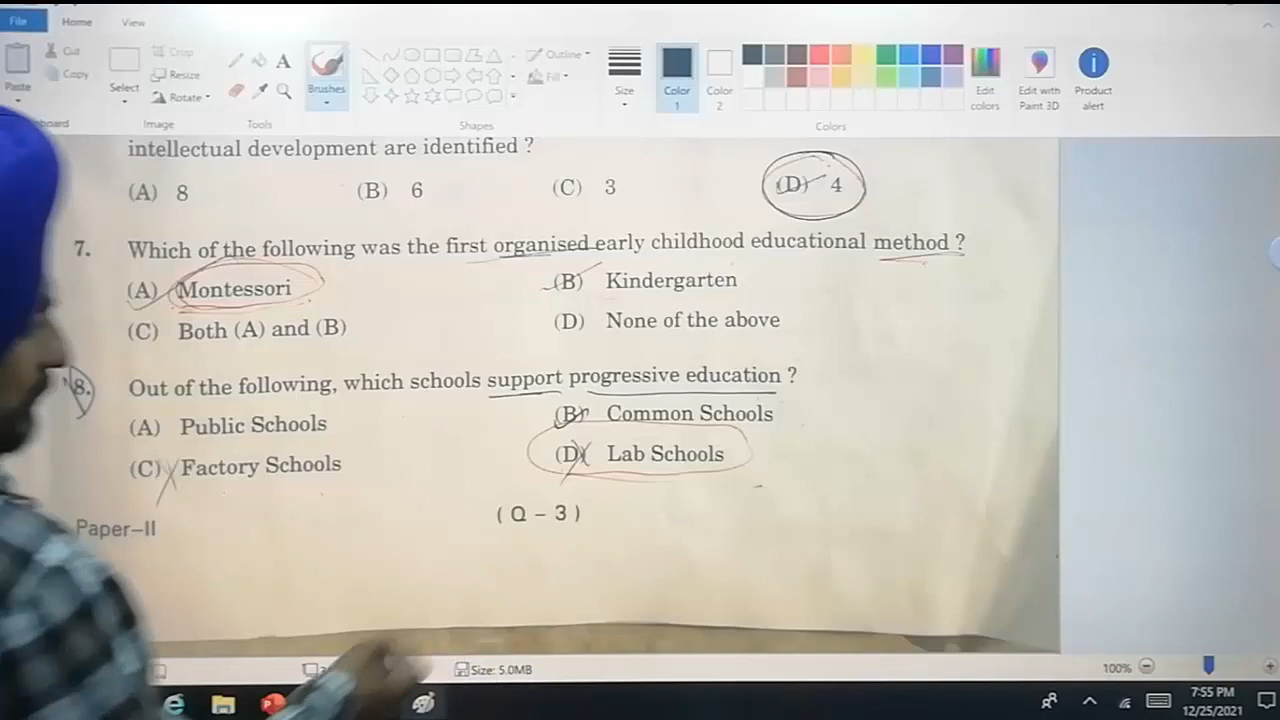 File Home View
Cut
Copy
Paste
Select
Crop
Resize
Rotate
A
Brushes
Outline
Fill
Size
Color 1
Color 2
Edit colors
Edit with Paint 3D
Product alert
Image Tools Shapes Colors
intellectual development are identified ?
(A) 8 (B) 6 (C) 3 (D) 4
7. Which of the following was the first organised early childhood educational method ?
(A) Montessori (B) Kindergarten
(C) Both (A) and (B) (D) None of the above
8. Out of the following, which schools support progressive education ?
(A) Public Schools (B) Common Schools
(C) Factory Schools (D) Lab Schools
(Q – 3)
Paper–II
Size: 5.0MB 100%
7:55 PM
12/25/2021